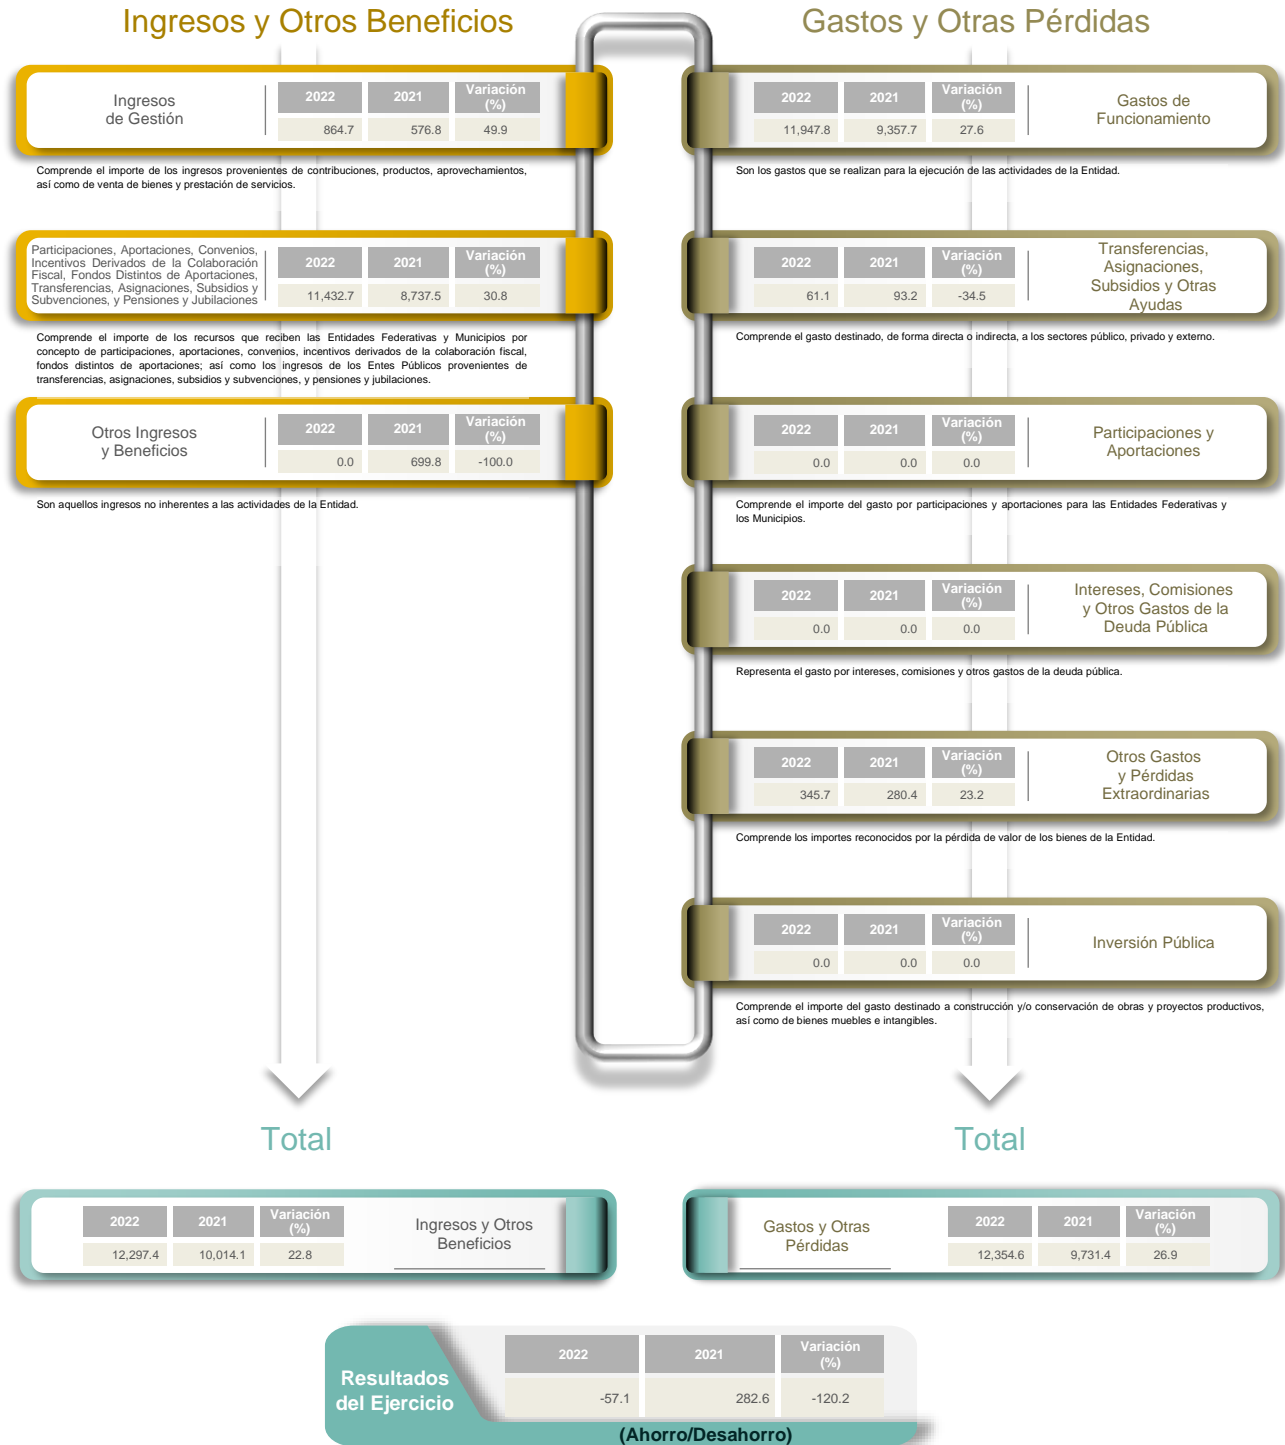 Ingresos y Otros Beneficios
Ingresos
de Gestión
2022 2021 Variación
(%)
864.7 576.8 49.9
Comprende el importe de los ingresos provenientes de contribuciones, productos, aprovechamientos,
así como de venta de bienes y prestación de servicios.
Participaciones, Aportaciones, Convenios,
Incentivos Derivados de la Colaboración
Fiscal, Fondos Distintos de Aportaciones,
Transferencias, Asignaciones, Subsidios y
Subvenciones, y Pensiones y Jubilaciones
2022 2021 Variación
(%)
11,432.7 8,737.5 30.8
Comprende el importe de los recursos que reciben las Entidades Federativas y Municipios por
concepto de participaciones, aportaciones, convenios, incentivos derivados de la colaboración fiscal,
fondos distintos de aportaciones; así como los ingresos de los Entes Públicos provenientes de
transferencias, asignaciones, subsidios y subvenciones, y pensiones y jubilaciones.
Otros Ingresos
y Beneficios
2022 2021 Variación
(%)
0.0 699.8 -100.0
Son aquellos ingresos no inherentes a las actividades de la Entidad.
Gastos y Otras Pérdidas
2022 2021 Variación
(%)
11,947.8 9,357.7 27.6
Gastos de
Funcionamiento
Son los gastos que se realizan para la ejecución de las actividades de la Entidad.
2022 2021 Variación
(%)
61.1 93.2 -34.5
Transferencias,
Asignaciones,
Subsidios y Otras
Ayudas
Comprende el gasto destinado, de forma directa o indirecta, a los sectores público, privado y externo.
2022 2021 Variación
(%)
0.0 0.0 0.0
Participaciones y
Aportaciones
Comprende el importe del gasto por participaciones y aportaciones para las Entidades Federativas y
los Municipios.
2022 2021 Variación
(%)
0.0 0.0 0.0
Intereses, Comisiones
y Otros Gastos de la
Deuda Pública
Representa el gasto por intereses, comisiones y otros gastos de la deuda pública.
2022 2021 Variación
(%)
345.7 280.4 23.2
Otros Gastos
y Pérdidas
Extraordinarias
Comprende los importes reconocidos por la pérdida de valor de los bienes de la Entidad.
2022 2021 Variación
(%)
0.0 0.0 0.0
Inversión Pública
Comprende el importe del gasto destinado a construcción y/o conservación de obras y proyectos productivos,
así como de bienes muebles e intangibles.
Total
2022 2021 Variación
(%)
12,297.4 10,014.1 22.8
Ingresos y Otros
Beneficios
Total
Gastos y Otras
Pérdidas
2022 2021 Variación
(%)
12,354.6 9,731.4 26.9
Resultados
del Ejercicio
2022 2021 Variación
(%)
-57.1 282.6 -120.2
(Ahorro/Desahorro)